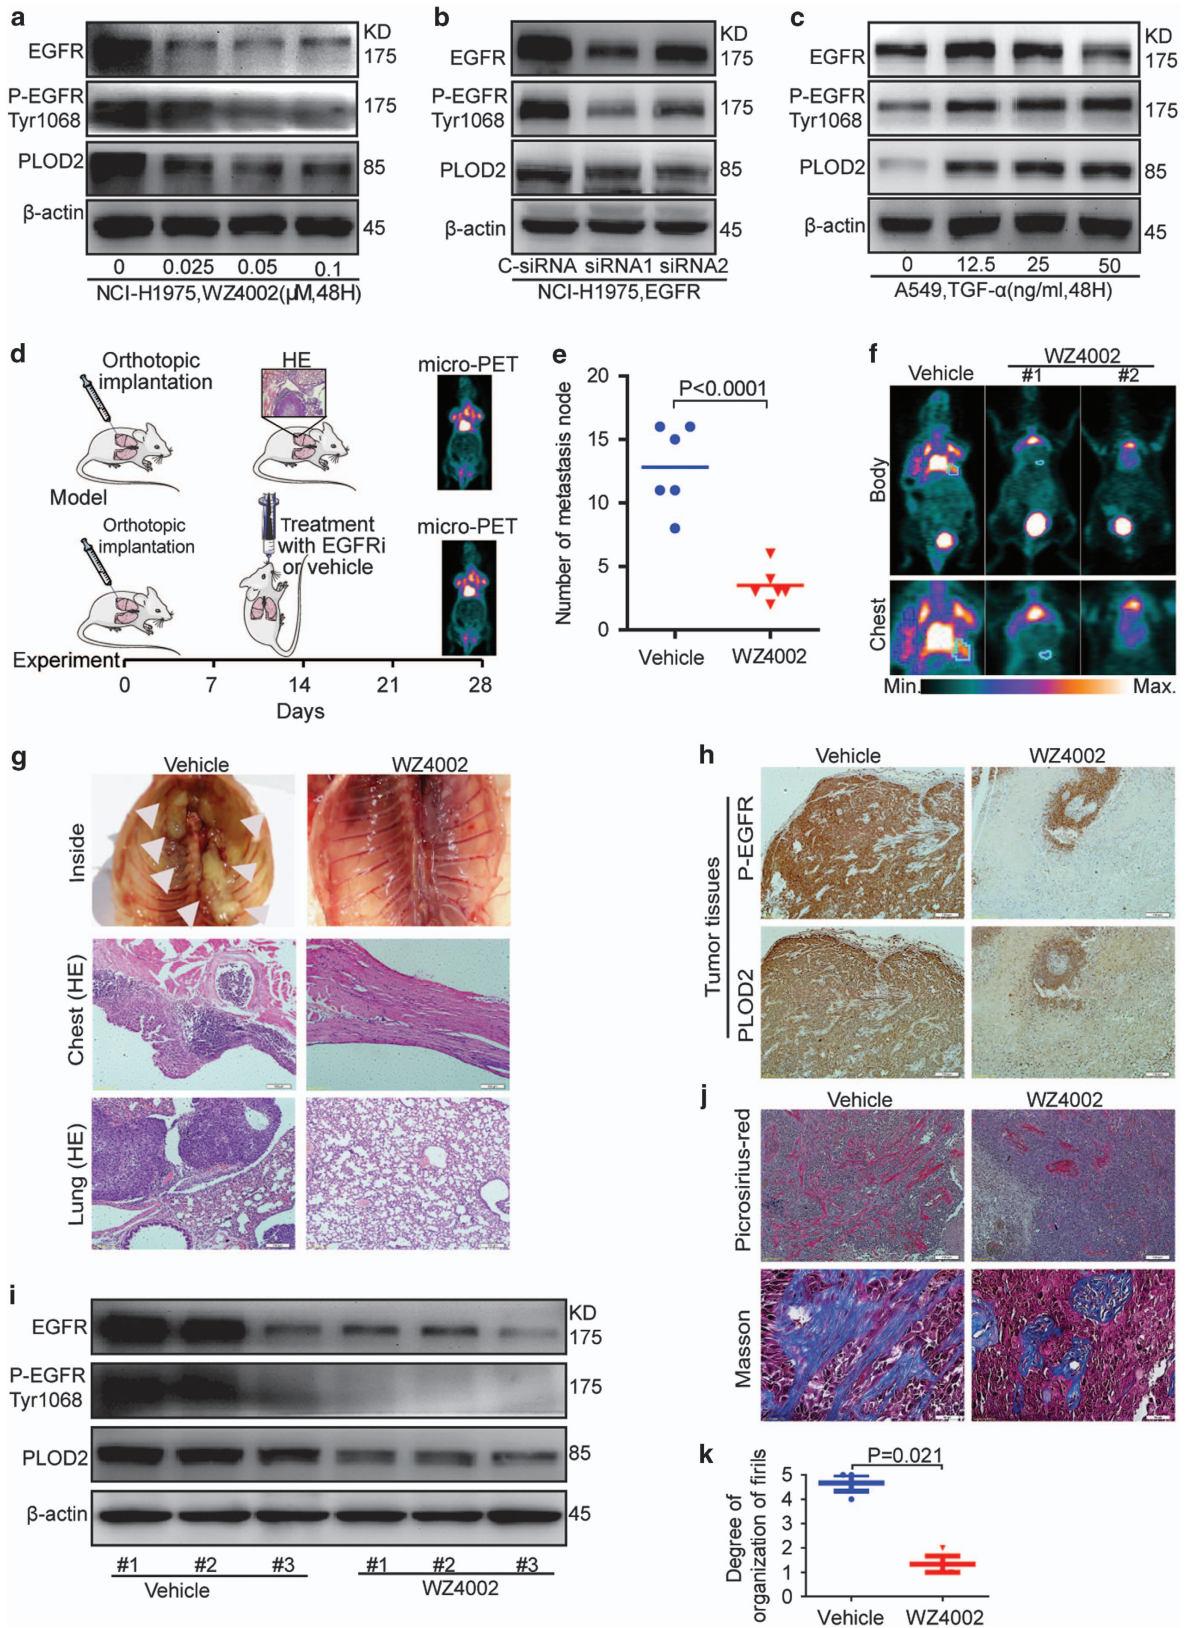 a
EGFR
P-EGFR
Tyr1068
PLOD2
β-actin
KD
175
175
85
45
0 0.025 0.05 0.1
NCI-H1975,WZ4002(μM,48H)
b
EGFR
P-EGFR
Tyr1068
PLOD2
β-actin
KD
175
175
85
45
C-siRNA siRNA1 siRNA2
NCI-H1975,EGFR
c
EGFR
P-EGFR
Tyr1068
PLOD2
β-actin
KD
175
175
85
45
0 12.5 25 50
A549,TGF-α(ng/ml,48H)
d
Orthotopic
implantation
HE
micro-PET
Model
Orthotopic
implantation
Treatment
with EGFRi
or vehicle
micro-PET
Experiment
0 7 14 21 28
Days
e
Number of metastasis node
20
15
10
5
0
P<0.0001
Vehicle WZ4002
f
WZ4002
Vehicle #1 #2
Body
Chest
Min. Max.
g
Vehicle WZ4002
Inside
Chest (HE)
Lung (HE)
h
Vehicle WZ4002
Tumor tissues
P-EGFR
PLOD2
i
EGFR
P-EGFR
Tyr1068
PLOD2
β-actin
KD
175
175
85
45
#1 #2 #3 #1 #2 #3
Vehicle WZ4002
j
Vehicle WZ4002
Picrosirius-red
Masson
k
Degree of
organization of firils
5
4
3
2
1
0
P=0.021
Vehicle WZ4002